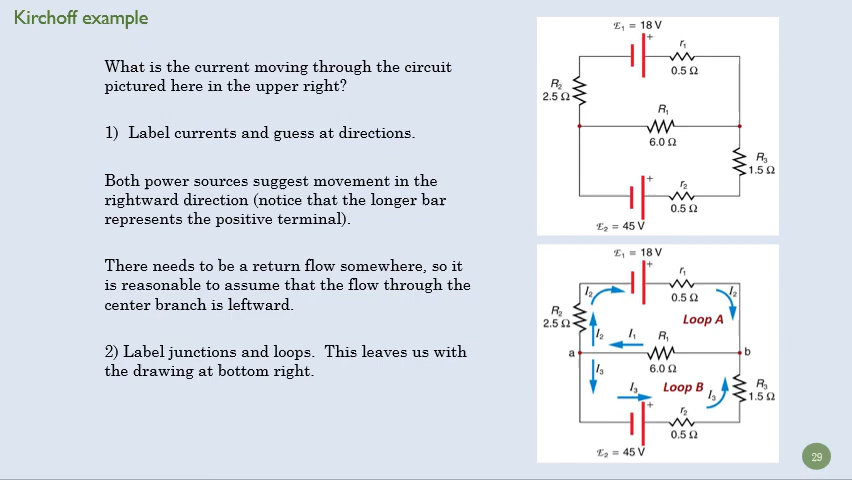 Kirchoff example
What is the current moving through the circuit
pictured here in the upper right?
1) Label currents and guess at directions.
Both power sources suggest movement in the
rightward direction (notice that the longer bar
represents the positive terminal).
There needs to be a return flow somewhere, so it
is reasonable to assume that the flow through the
center branch is leftward.
2) Label junctions and loops. This leaves us with
the drawing at bottom right.
ℰ₁ = 18 V
+
r₁
0.5 Ω
R₂
2.5 Ω
R₁
6.0 Ω
R₃
1.5 Ω
+
r₂
0.5 Ω
ℰ₂ = 45 V
ℰ₁ = 18 V
+
r₁
I₂
I₂
0.5 Ω
R₂
2.5 Ω
Loop A
I₂
I₁
R₁
a
b
6.0 Ω
I₃
I₃
Loop B
I₃
R₃
1.5 Ω
+
r₂
0.5 Ω
ℰ₂ = 45 V
29